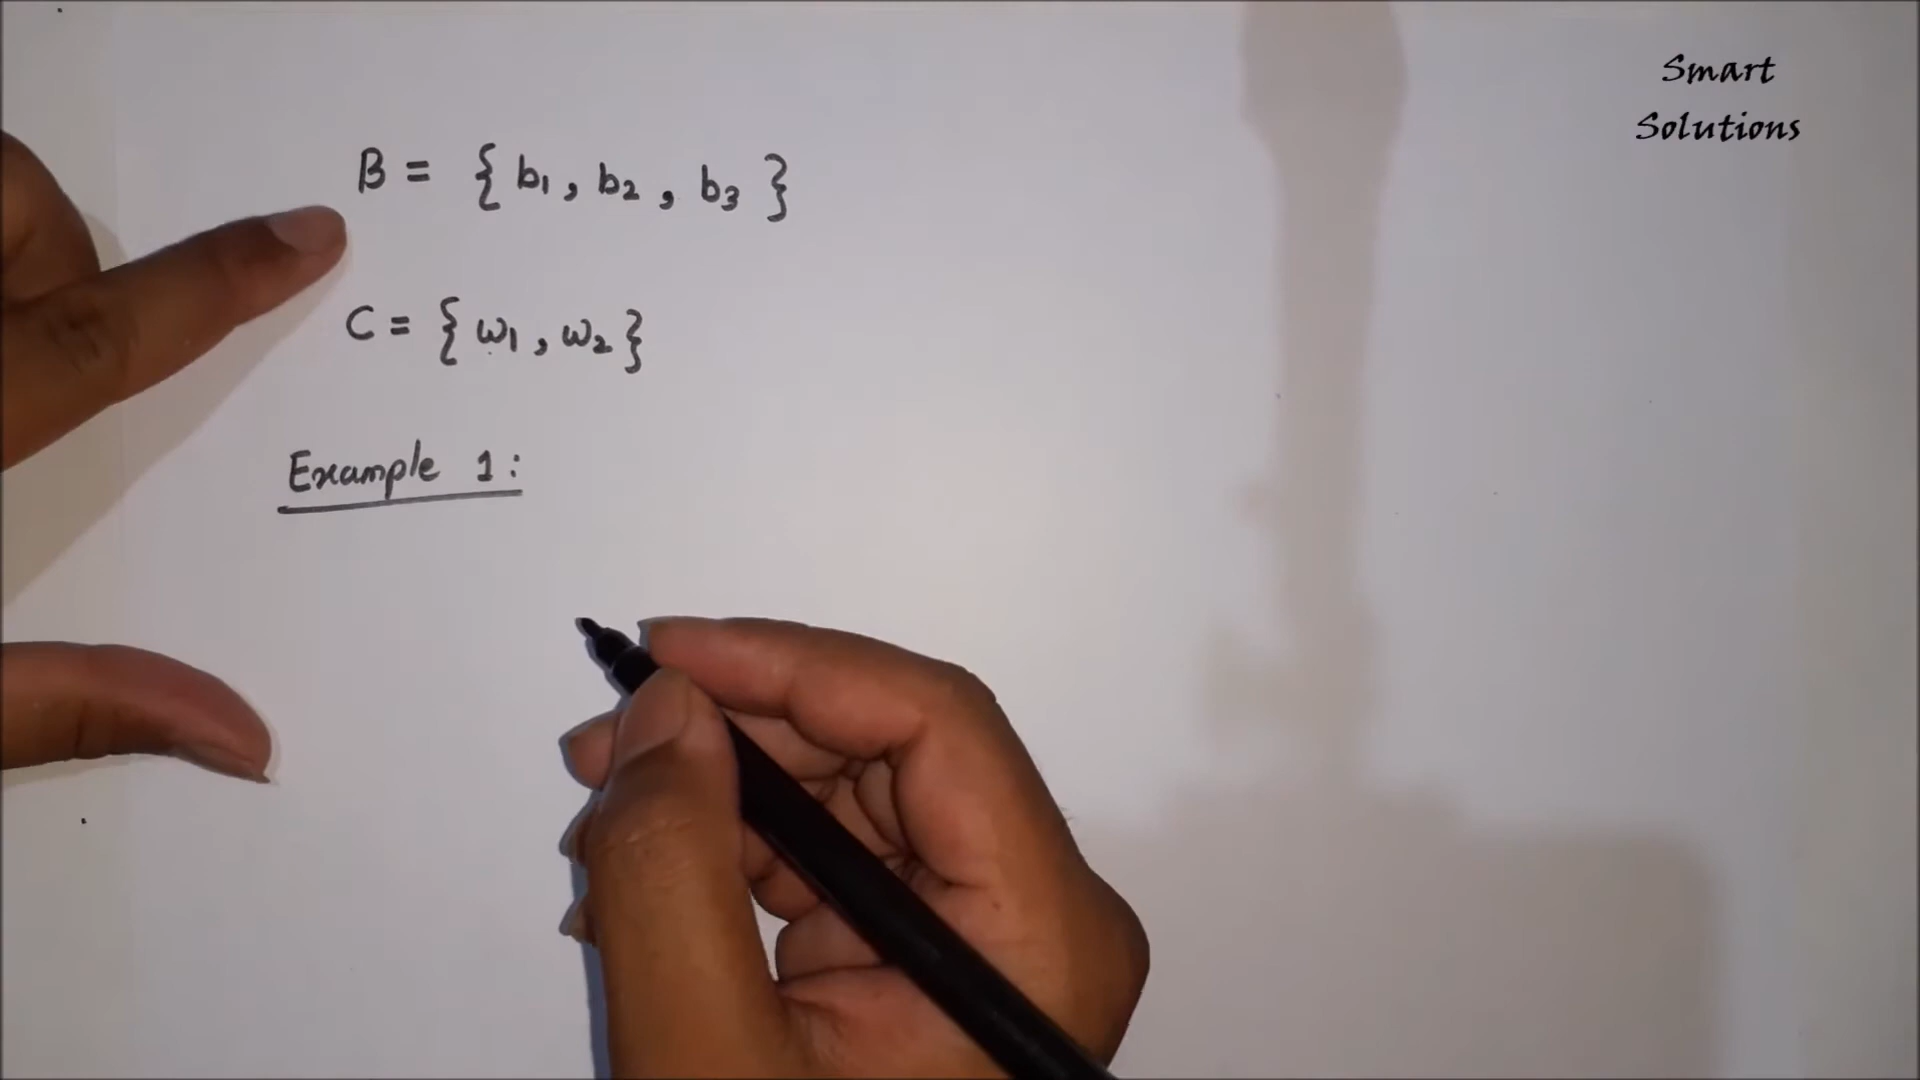 Smart
Solutions
B = { b1, b2, b3 }
C = { w1, w2 }
Example 1: